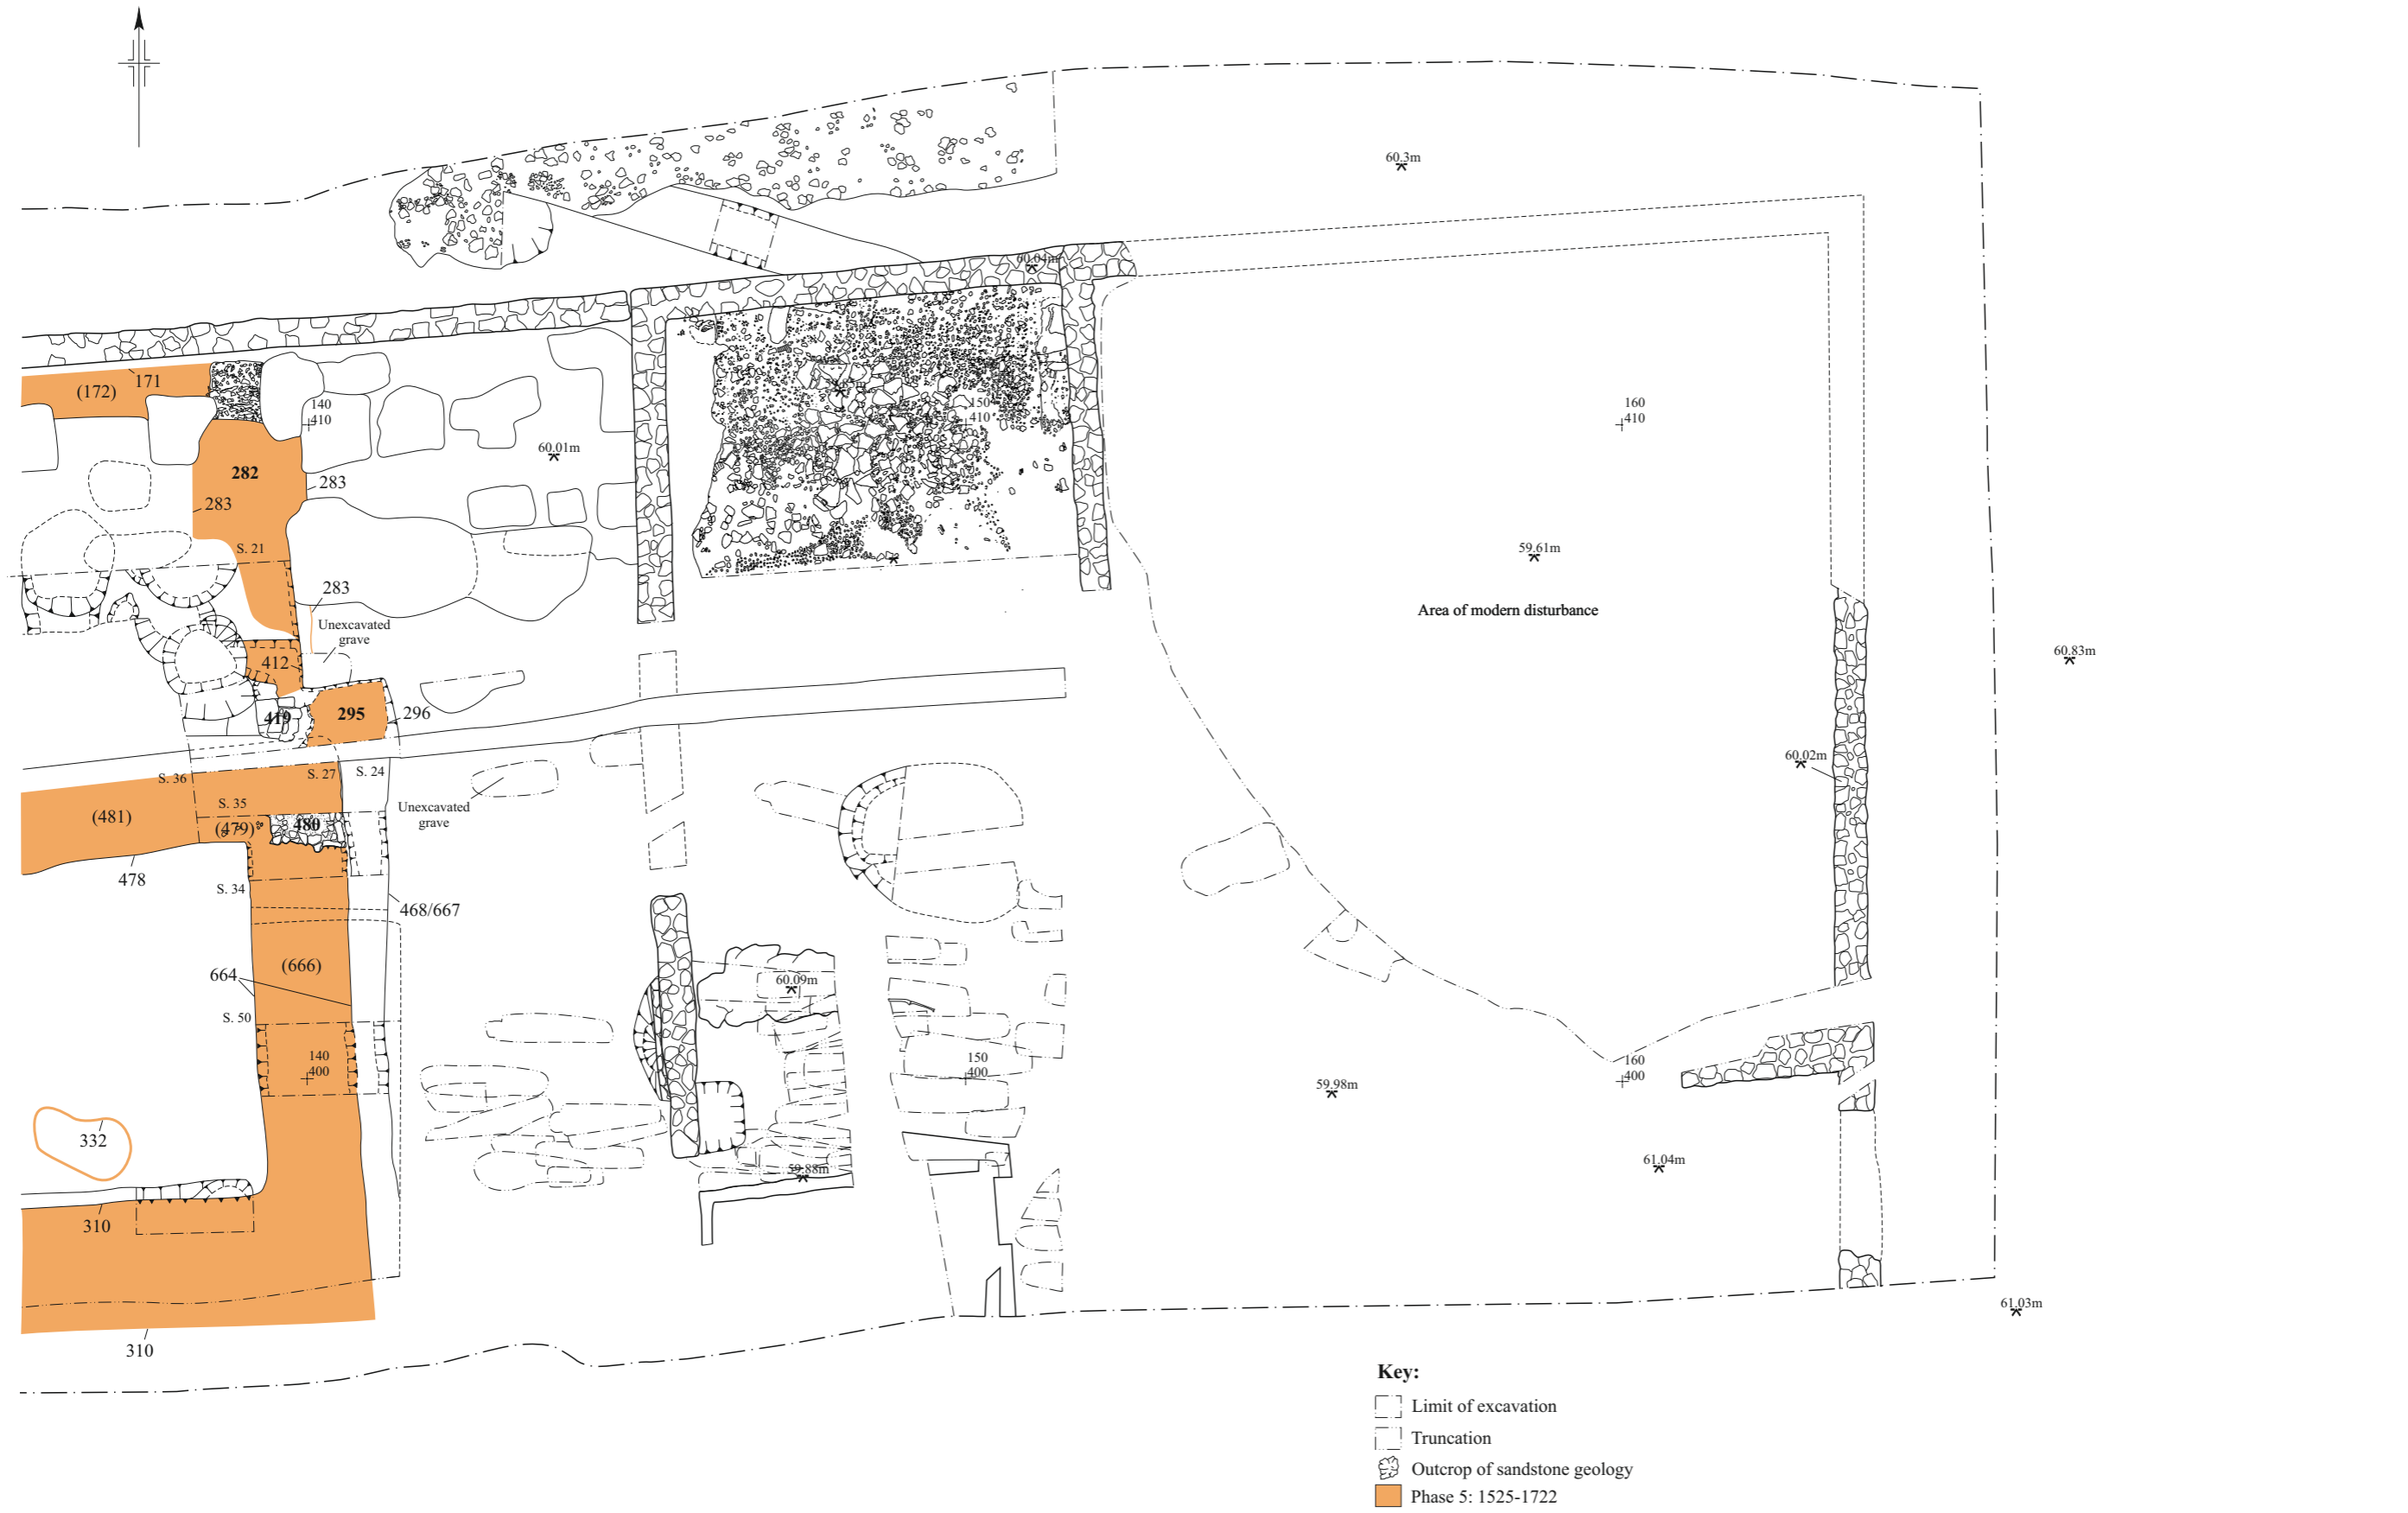 60.3m
60.04m
(172)
171
140
410
150
410
160
410
60.01m
282
283
283
S. 21
59.61m
283
Area of modern disturbance
Unexcavated
grave
412
60.83m
419
295
296
60.02m
S. 36
S. 27
S. 24
S. 35
Unexcavated
grave
(481)
(479)
480
478
S. 34
468/667
(666)
664
60.09m
S. 50
140
400
150
400
160
400
59.98m
332
61.04m
59.88m
310
61.03m
310
Key:
Limit of excavation
Truncation
Outcrop of sandstone geology
Phase 5: 1525-1722